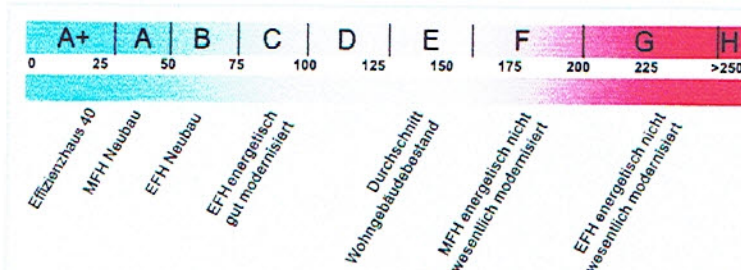 A+ A B C D E F G H
0 25 50 75 100 125 150 175 200 225 >250
Effizienzhaus 40
MFH Neubau
EFH Neubau
EFH energetisch
gut modernisiert
Durchschnitt
Wohngebäudebestand
MFH energetisch nicht
wesentlich modernisiert
EFH energetisch nicht
wesentlich modernisiert